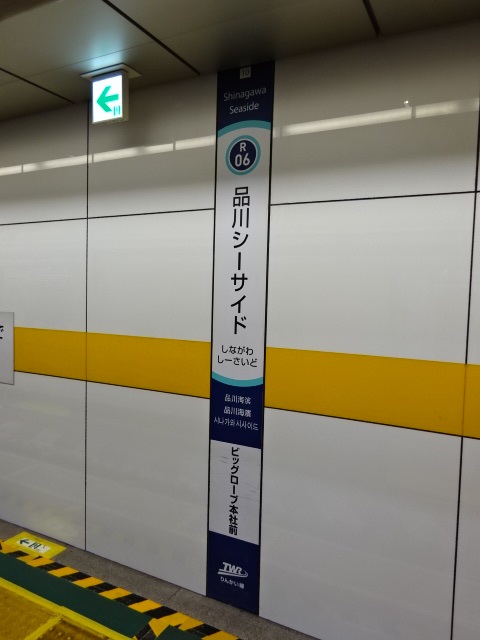 10
Shinagawa
Seaside
R
06
品川シーサイド
しながわ
しーさいど
品川海滨
品川海濱
시나가와 시사이드
ビッグローブ本社前
TWR
りんかい線